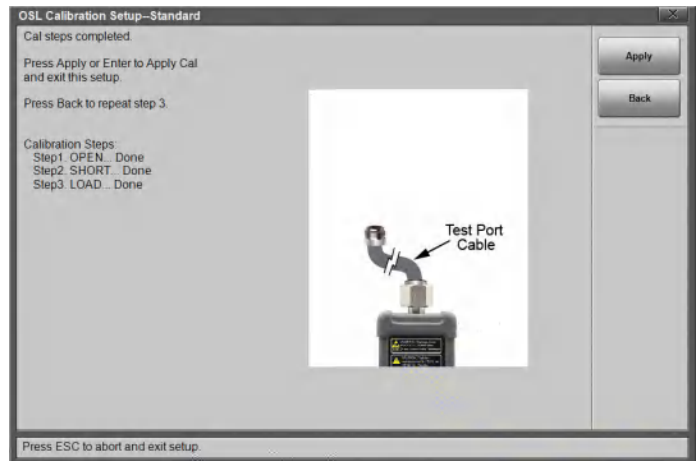 OSL Calibration Setup--Standard
Cal steps completed.
Press Apply or Enter to Apply Cal
and exit this setup.
Press Back to repeat step 3.
Calibration Steps:
Step1. OPEN... Done
Step2. SHORT... Done
Step3. LOAD... Done
Test Port
Cable
Apply
Back
Press ESC to abort and exit setup.